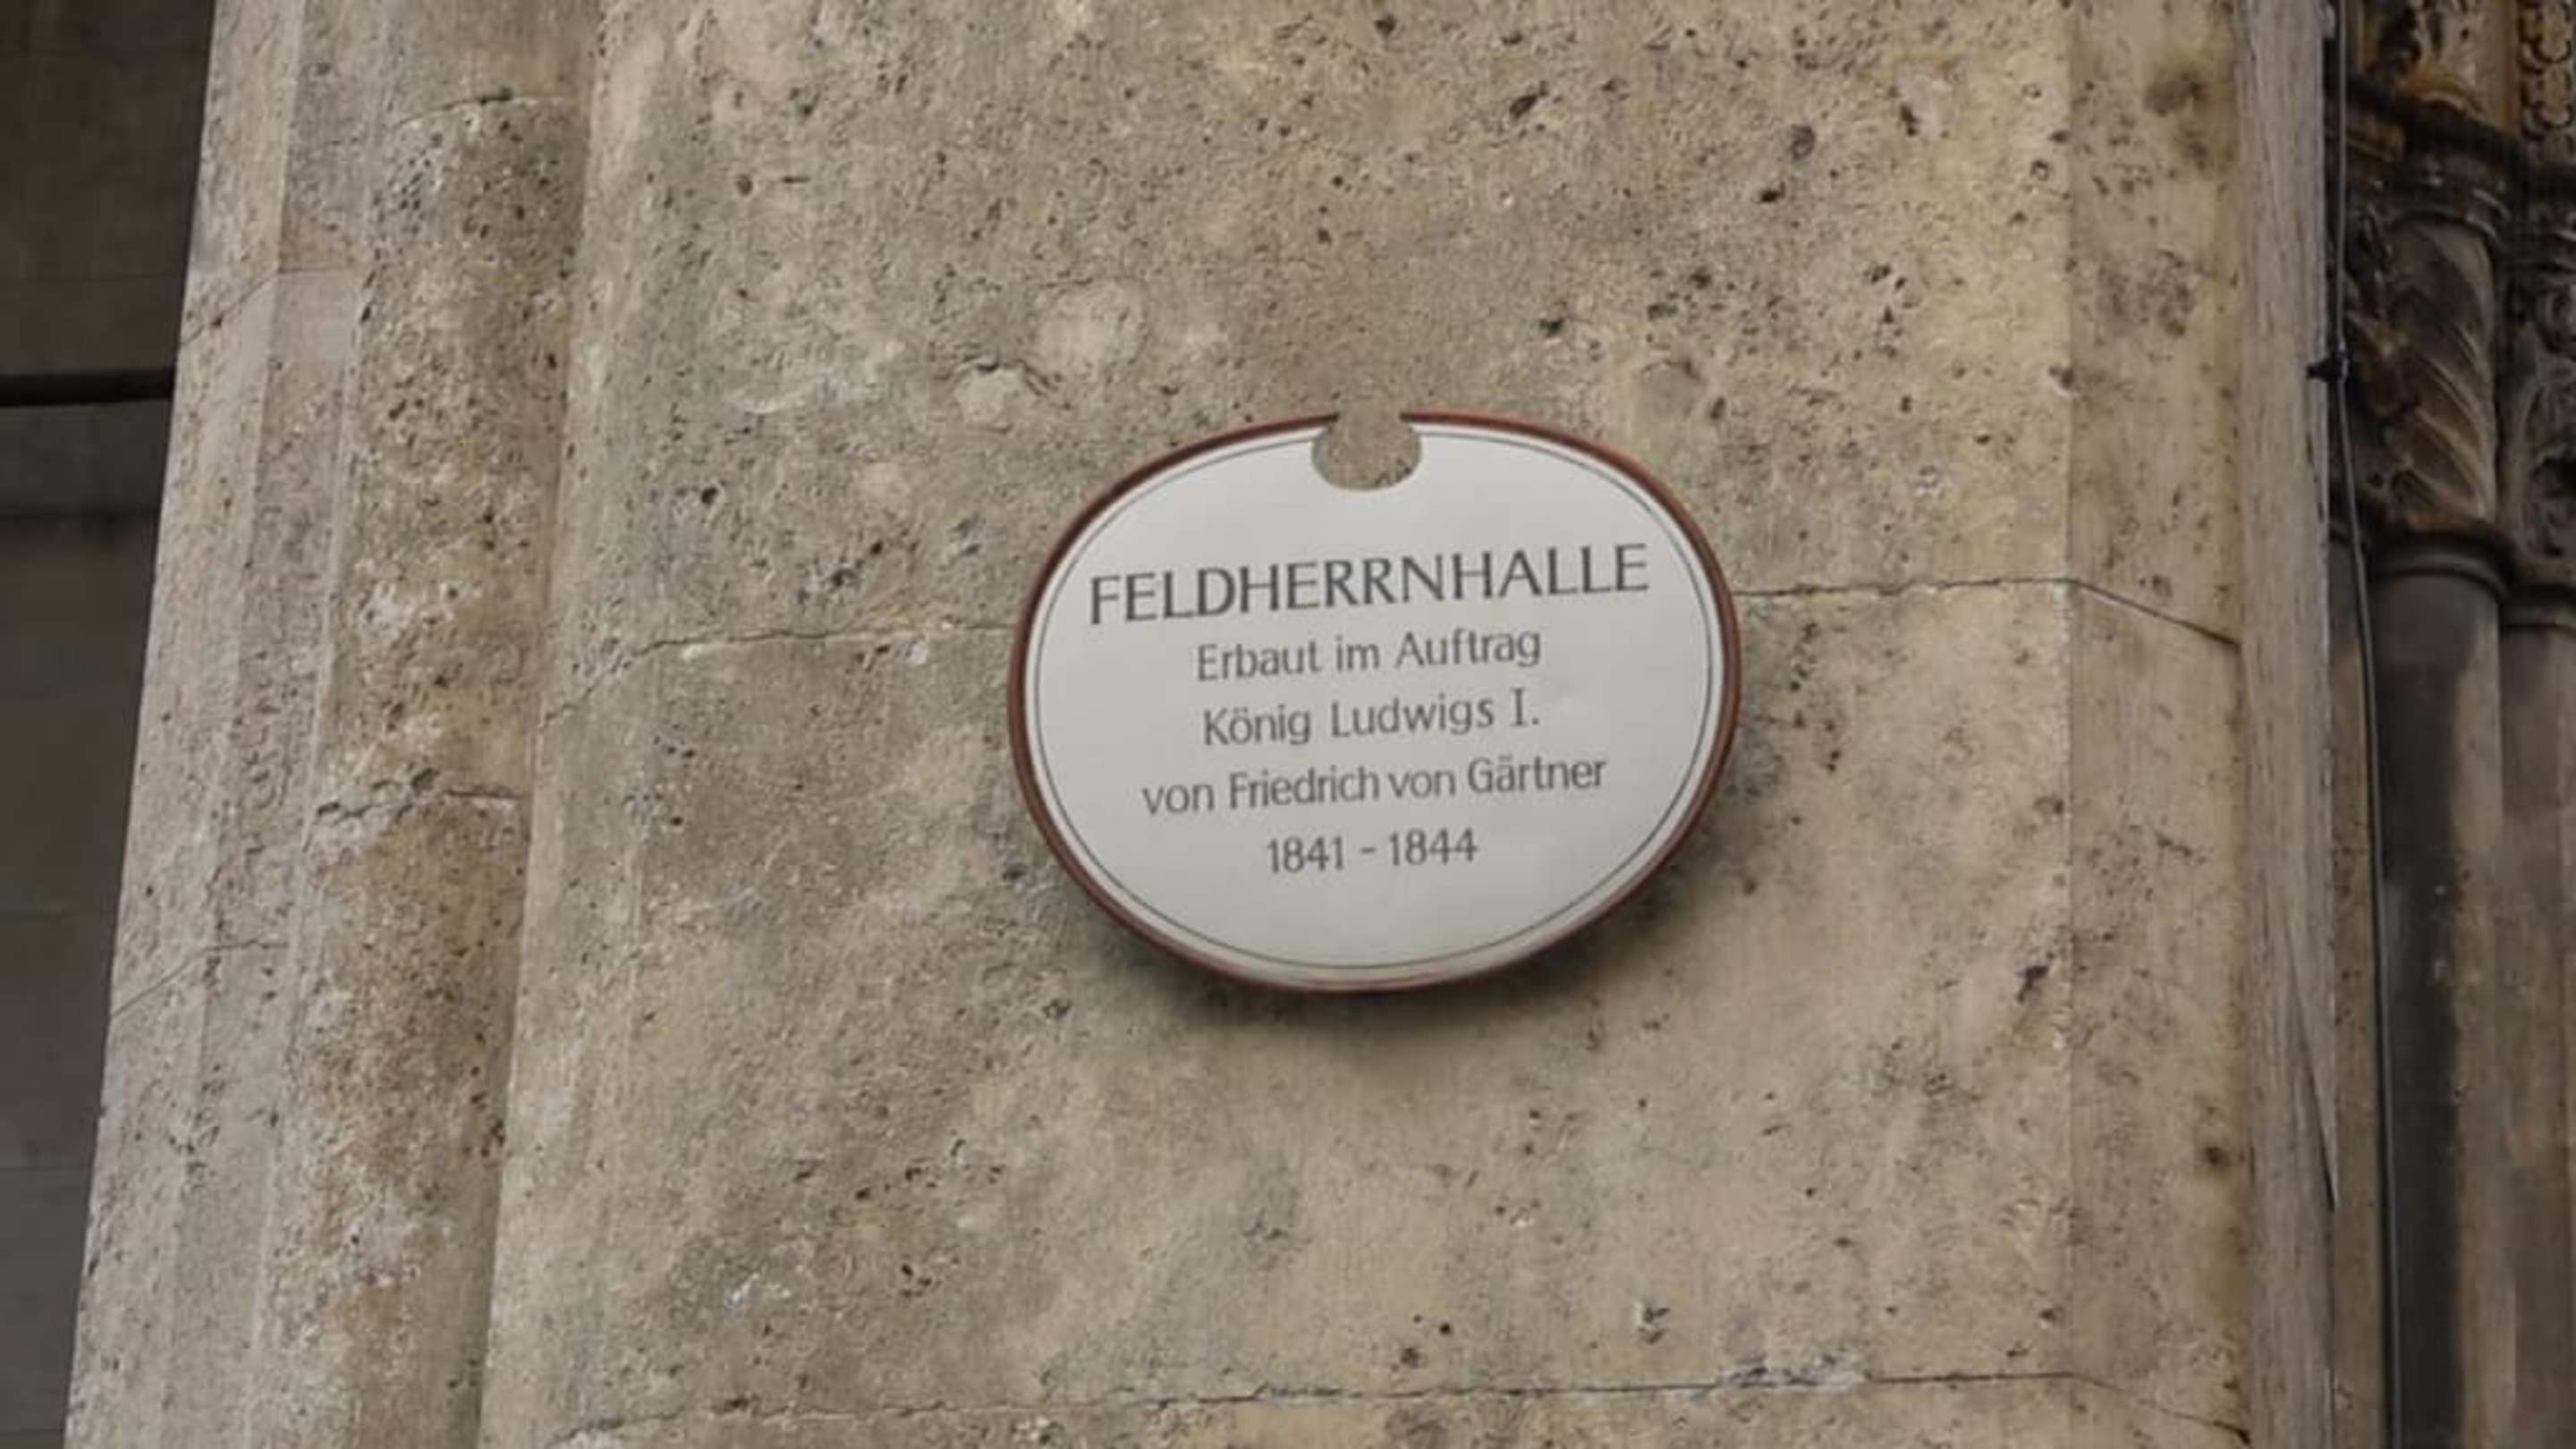 FELDHERRNHALLE
Erbaut im Auftrag
König Ludwigs I.
von Friedrich von Gärtner
1841 - 1844